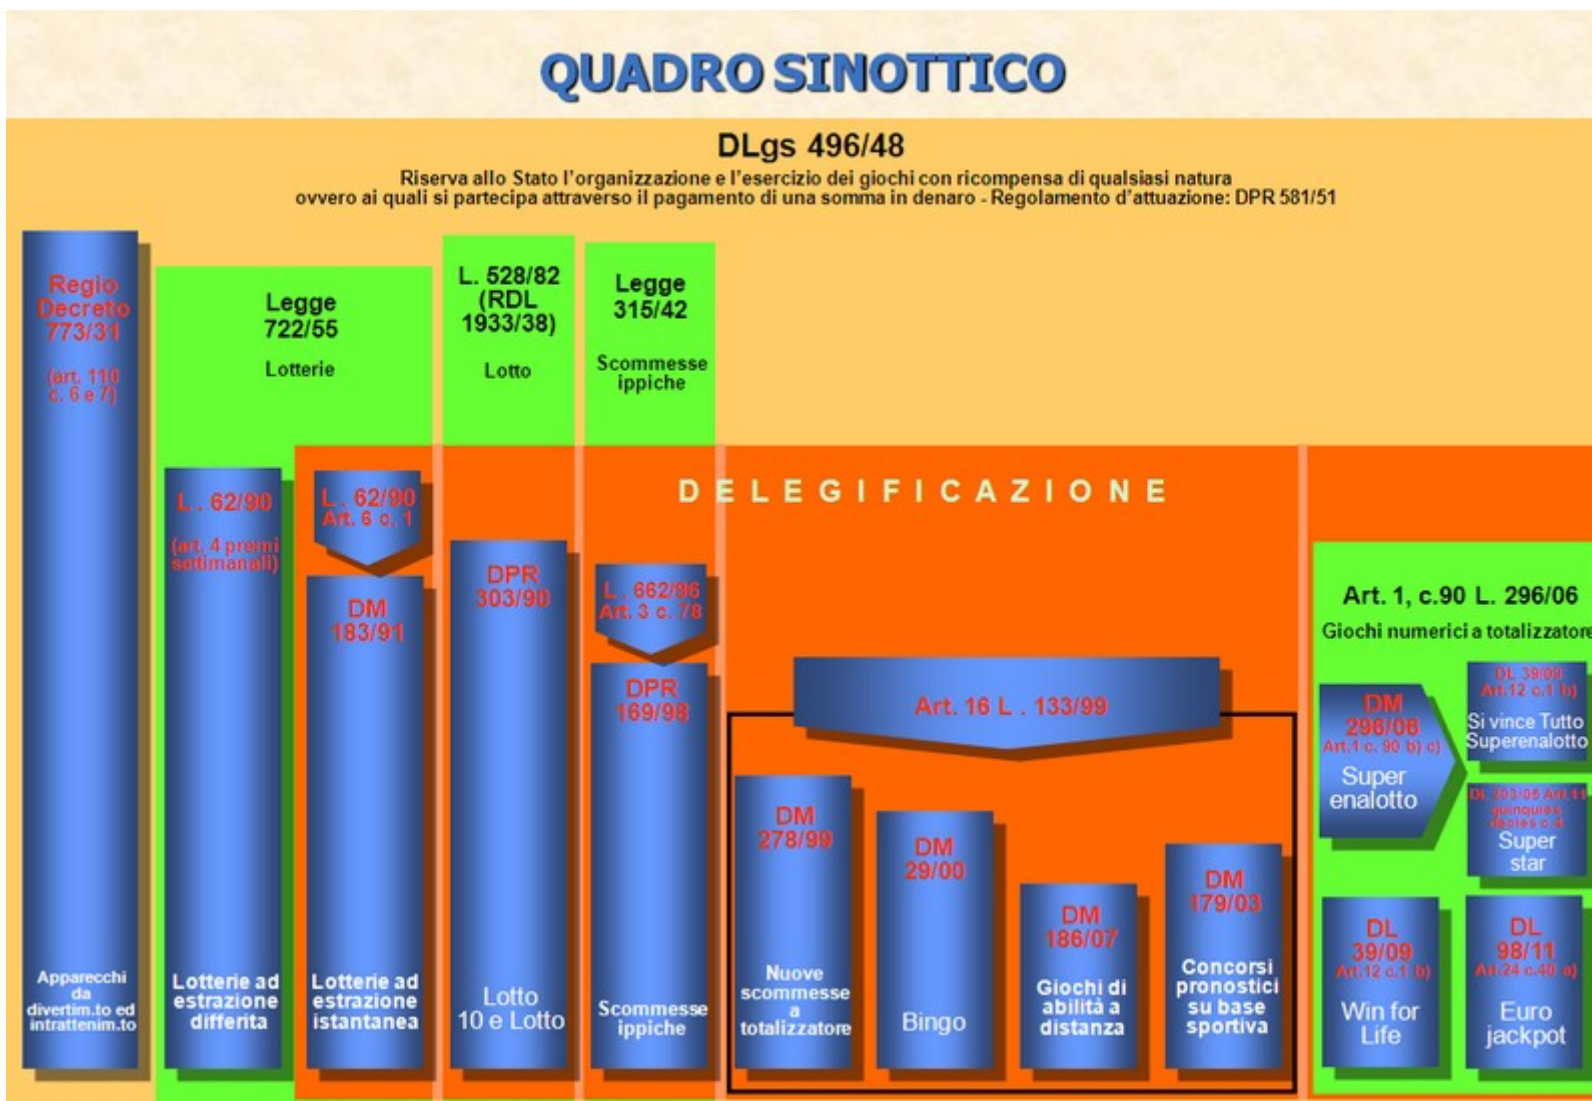 QUADRO SINOTTICO
DLgs 496/48
Riserva allo Stato l'organizzazione e l'esercizio dei giochi con ricompensa di qualsiasi natura
ovvero ai quali si partecipa attraverso il pagamento di una somma in denaro - Regolamento d'attuazione: DPR 581/51
Regio
Decreto
773/31
(art. 110
c. 6 e 7)
Apparecchi
da
divertim.to ed
intrattenim.to
Legge
722/55
Lotterie
L. 528/82
(RDL
1933/38)
Lotto
Legge
315/42
Scommesse
ippiche
DELEGIFICAZIONE
L . 62/90
(art. 4 premi
settimanali)
Lotterie ad
estrazione
differita
L . 62/90
Art. 6 c. 1
DM
183/91
Lotterie ad
estrazione
istantanea
DPR
303/90
Lotto
10 e Lotto
L . 662/96
Art. 3 c. 78
DPR
169/98
Scommesse
ippiche
Art. 16 L . 133/99
DM
278/99
Nuove
scommesse
a
totalizzatore
DM
29/00
Bingo
DM
186/07
Giochi di
abilità a
distanza
DM
179/03
Concorsi
pronostici
su base
sportiva
Art. 1, c.90 L. 296/06
Giochi numerici a totalizzatore
DM
296/06
Art.1 c. 90 b) c)
Super
enalotto
DL 39/09
Art.12 c.1 b)
Si vince Tutto
Superenalotto
DL 203/05 Art.11
quinquies
decies c.4
Super
star
DL
39/09
Art.12 c.1 b)
Win for
Life
DL
98/11
Art.24 c.40 a)
Euro
jackpot